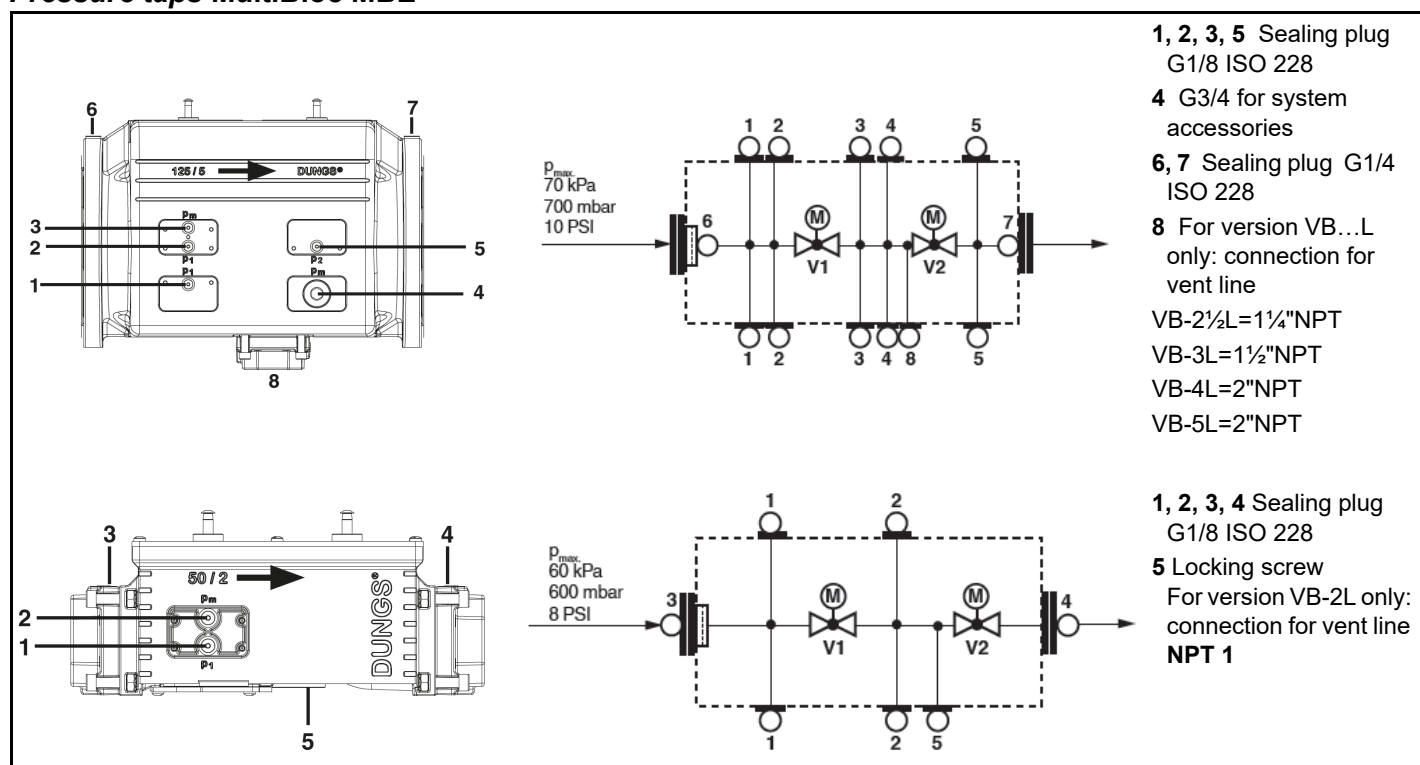 6
7
125 / 5 DUNGS®
Pm
3
2
5
P1
P2
P1
Pm
1
4
8
1 2 3 4 5
pmax.
70 kPa
700 mbar
10 PSI
6
M
M
7
V1
V2
1 2 3 4 8 5
1, 2, 3, 5 Sealing plug
G1/8 ISO 228
4 G3/4 for system
accessories
6, 7 Sealing plug G1/4
ISO 228
8 For version VB…L
only: connection for
vent line
VB-2½L=1¼"NPT
VB-3L=1½"NPT
VB-4L=2"NPT
VB-5L=2"NPT
3
4
50 / 2
DUNGS®
Pm
2
1
P1
5
1 2
pmax.
60 kPa
600 mbar
8 PSI
3
M
M
4
V1
V2
1 2 5
1, 2, 3, 4 Sealing plug
G1/8 ISO 228
5 Locking screw
For version VB-2L only:
connection for vent line
NPT 1